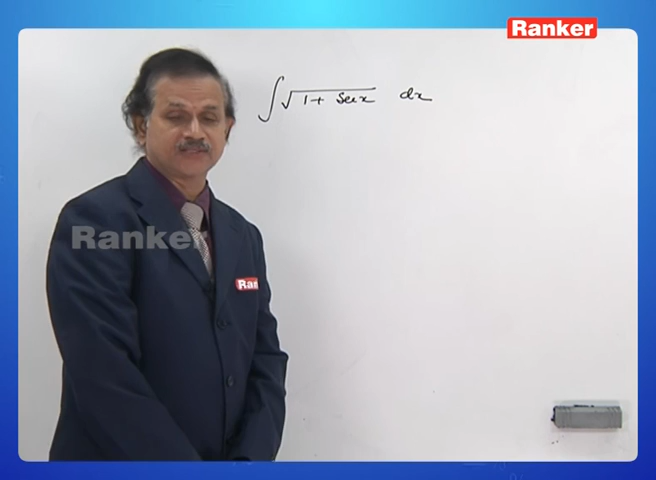 Ranker
∫√1+ secx dx
Ranker
Ran